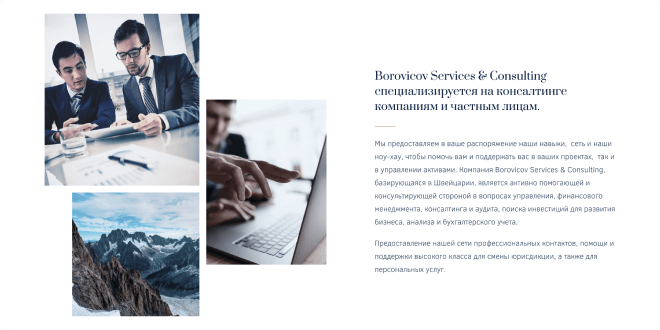 Borovicov Services & Consulting
специализируется на консалтинге
компаниям и частным лицам.
Мы предоставляем в ваше распоряжение наши навыки, сеть и наши
ноу-хау, чтобы помочь вам и поддержать вас в ваших проектах, так и
в управлении активами. Компания Borovicov Services & Consulting,
базирующаяся в Швейцарии, является активно помогающей и
консультирующей стороной в вопросах управления, финансового
менеджмента, консалтинга и аудита, поиска инвестиций для развития
бизнеса, анализа и бухгалтерского учета.
Предоставление нашей сети профессиональных контактов, помощи и
поддержки высокого класса для смены юрисдикции, а также для
персональных услуг.